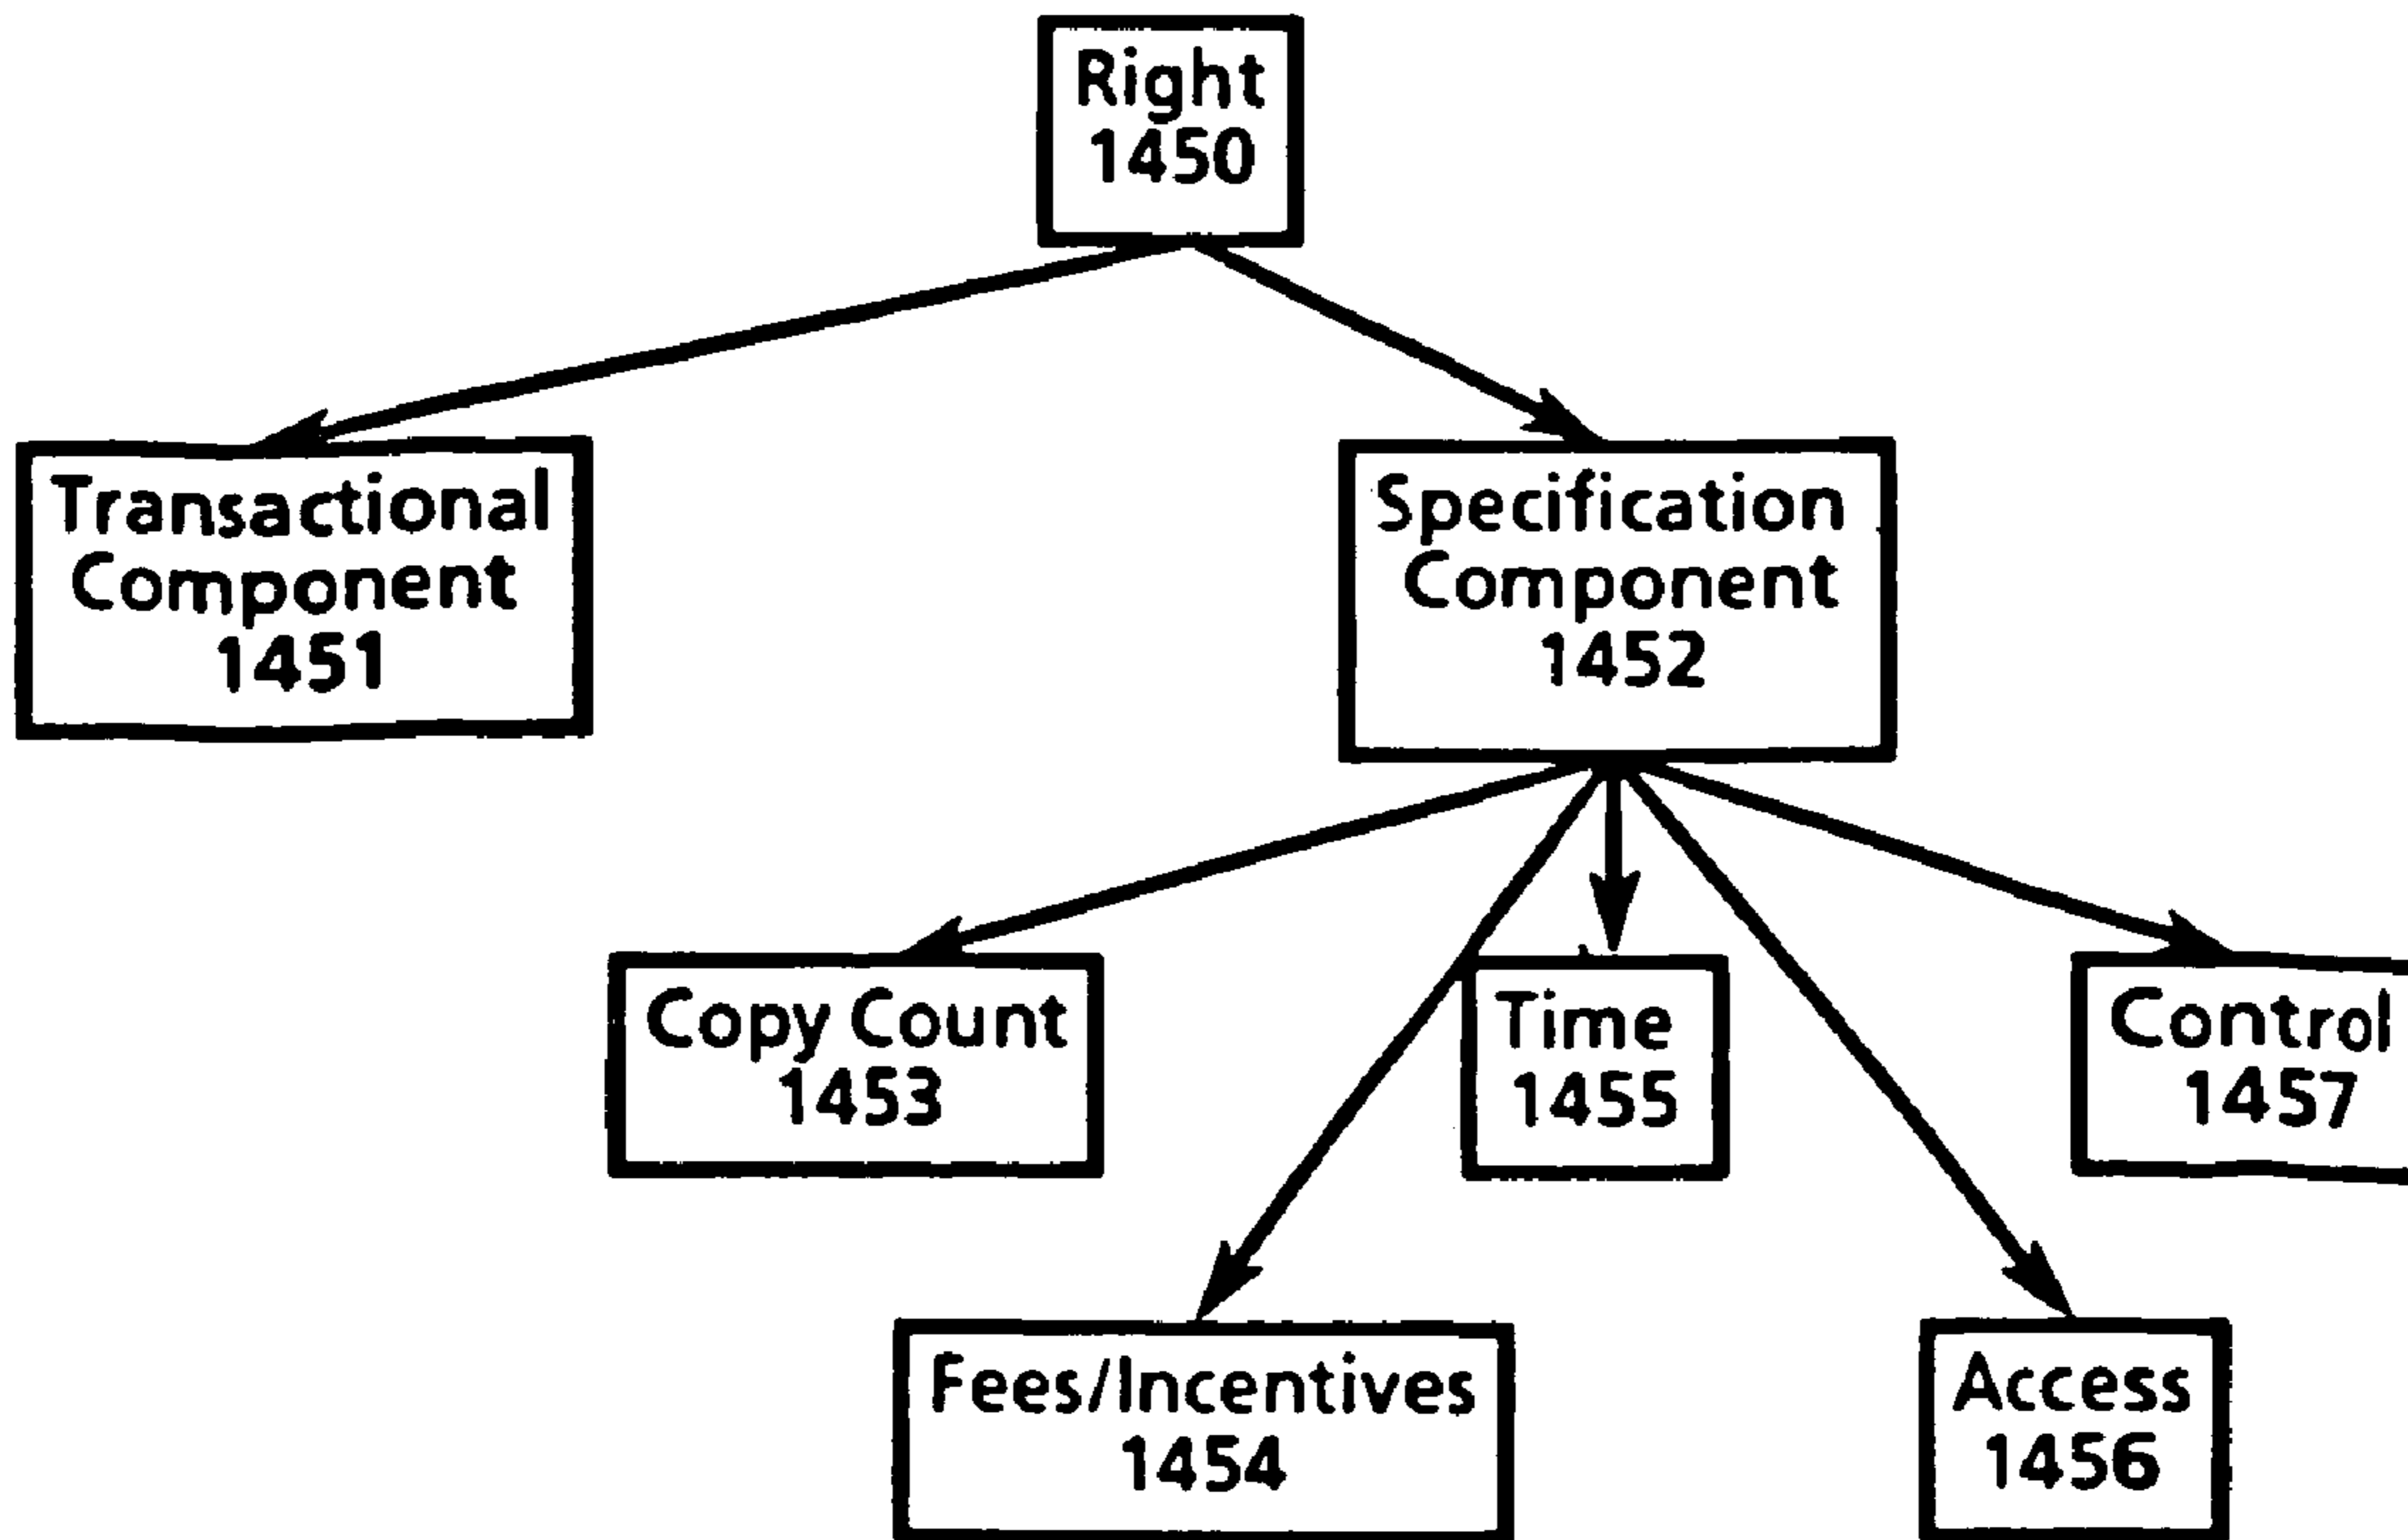 Right
1450
Transactional
Component
1451
Specification
Component
1452
Copy Count
1453
Time
1455
Control
1457
Fees/Incentives
1454
Access
1456